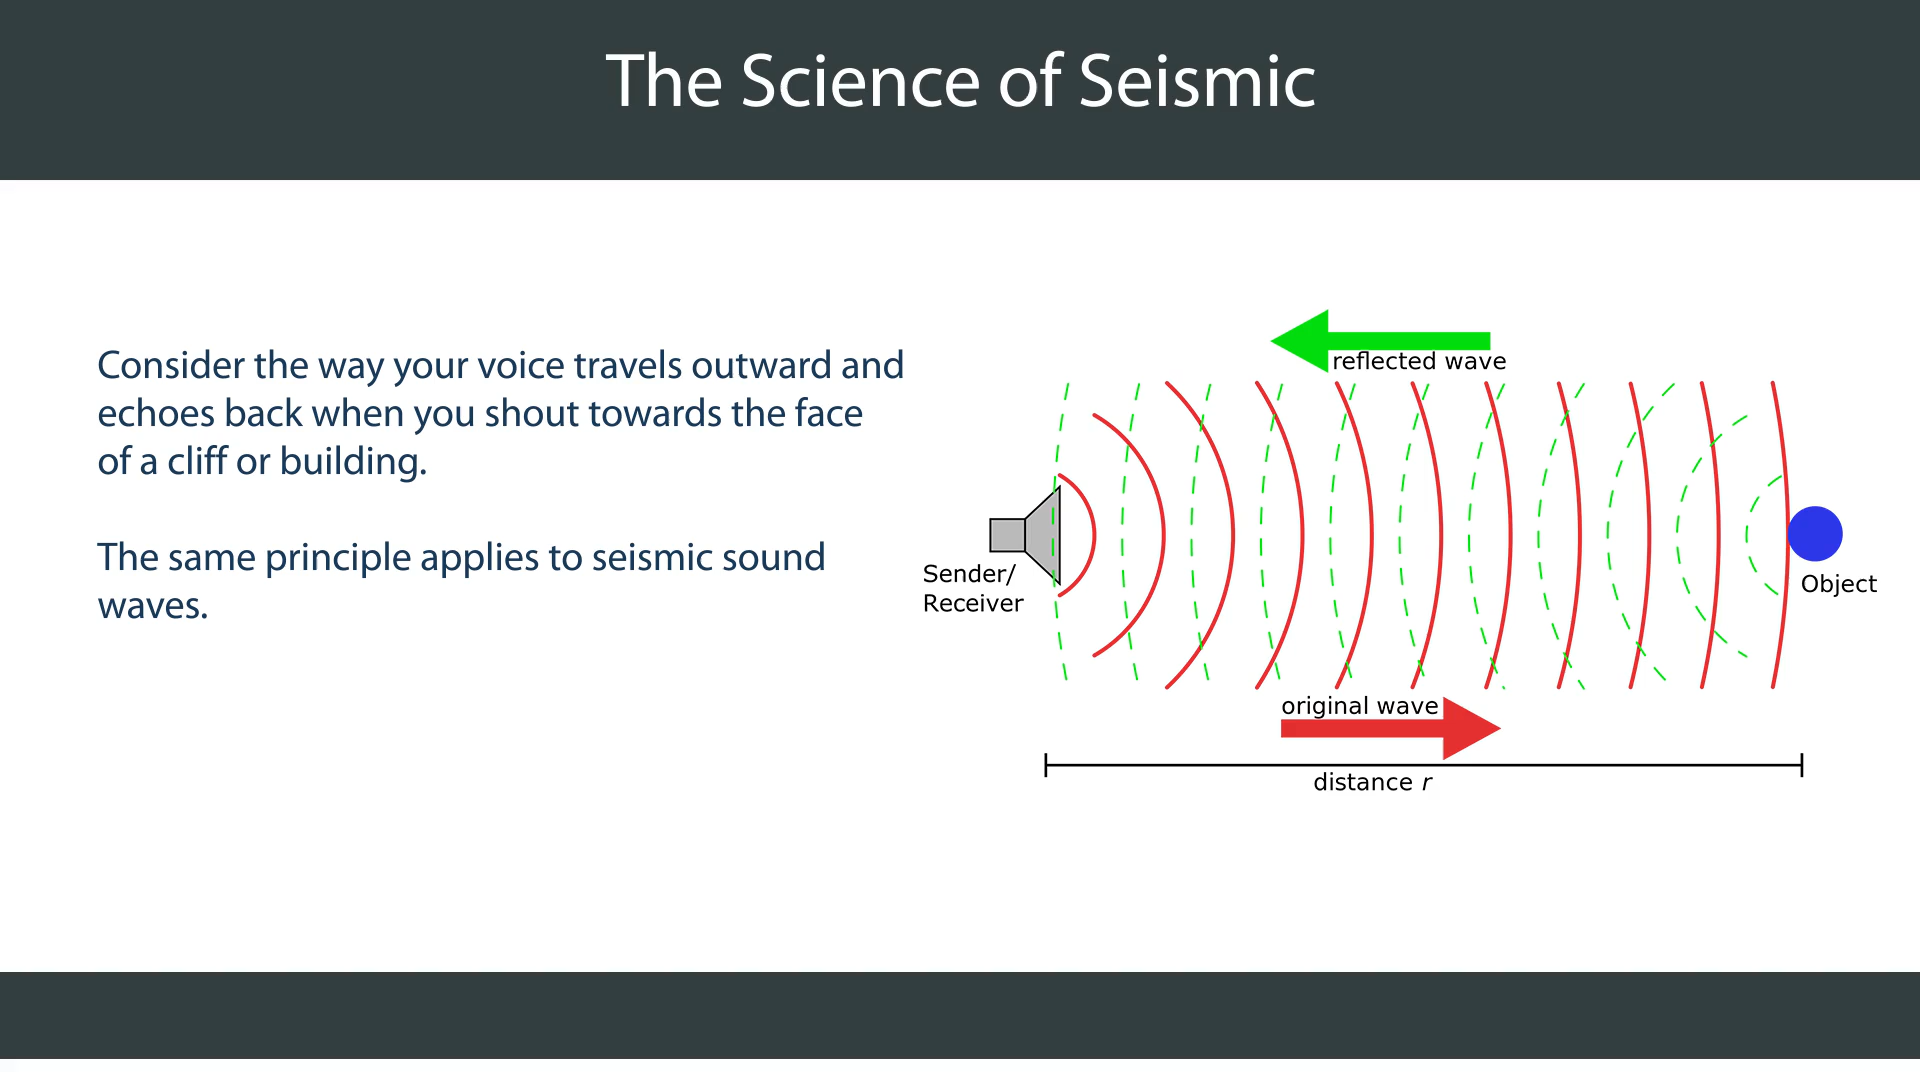 The Science of Seismic
Consider the way your voice travels outward and
echoes back when you shout towards the face
of a cliff or building.
The same principle applies to seismic sound
waves.
reflected wave
Sender/
Receiver
Object
original wave
distance r